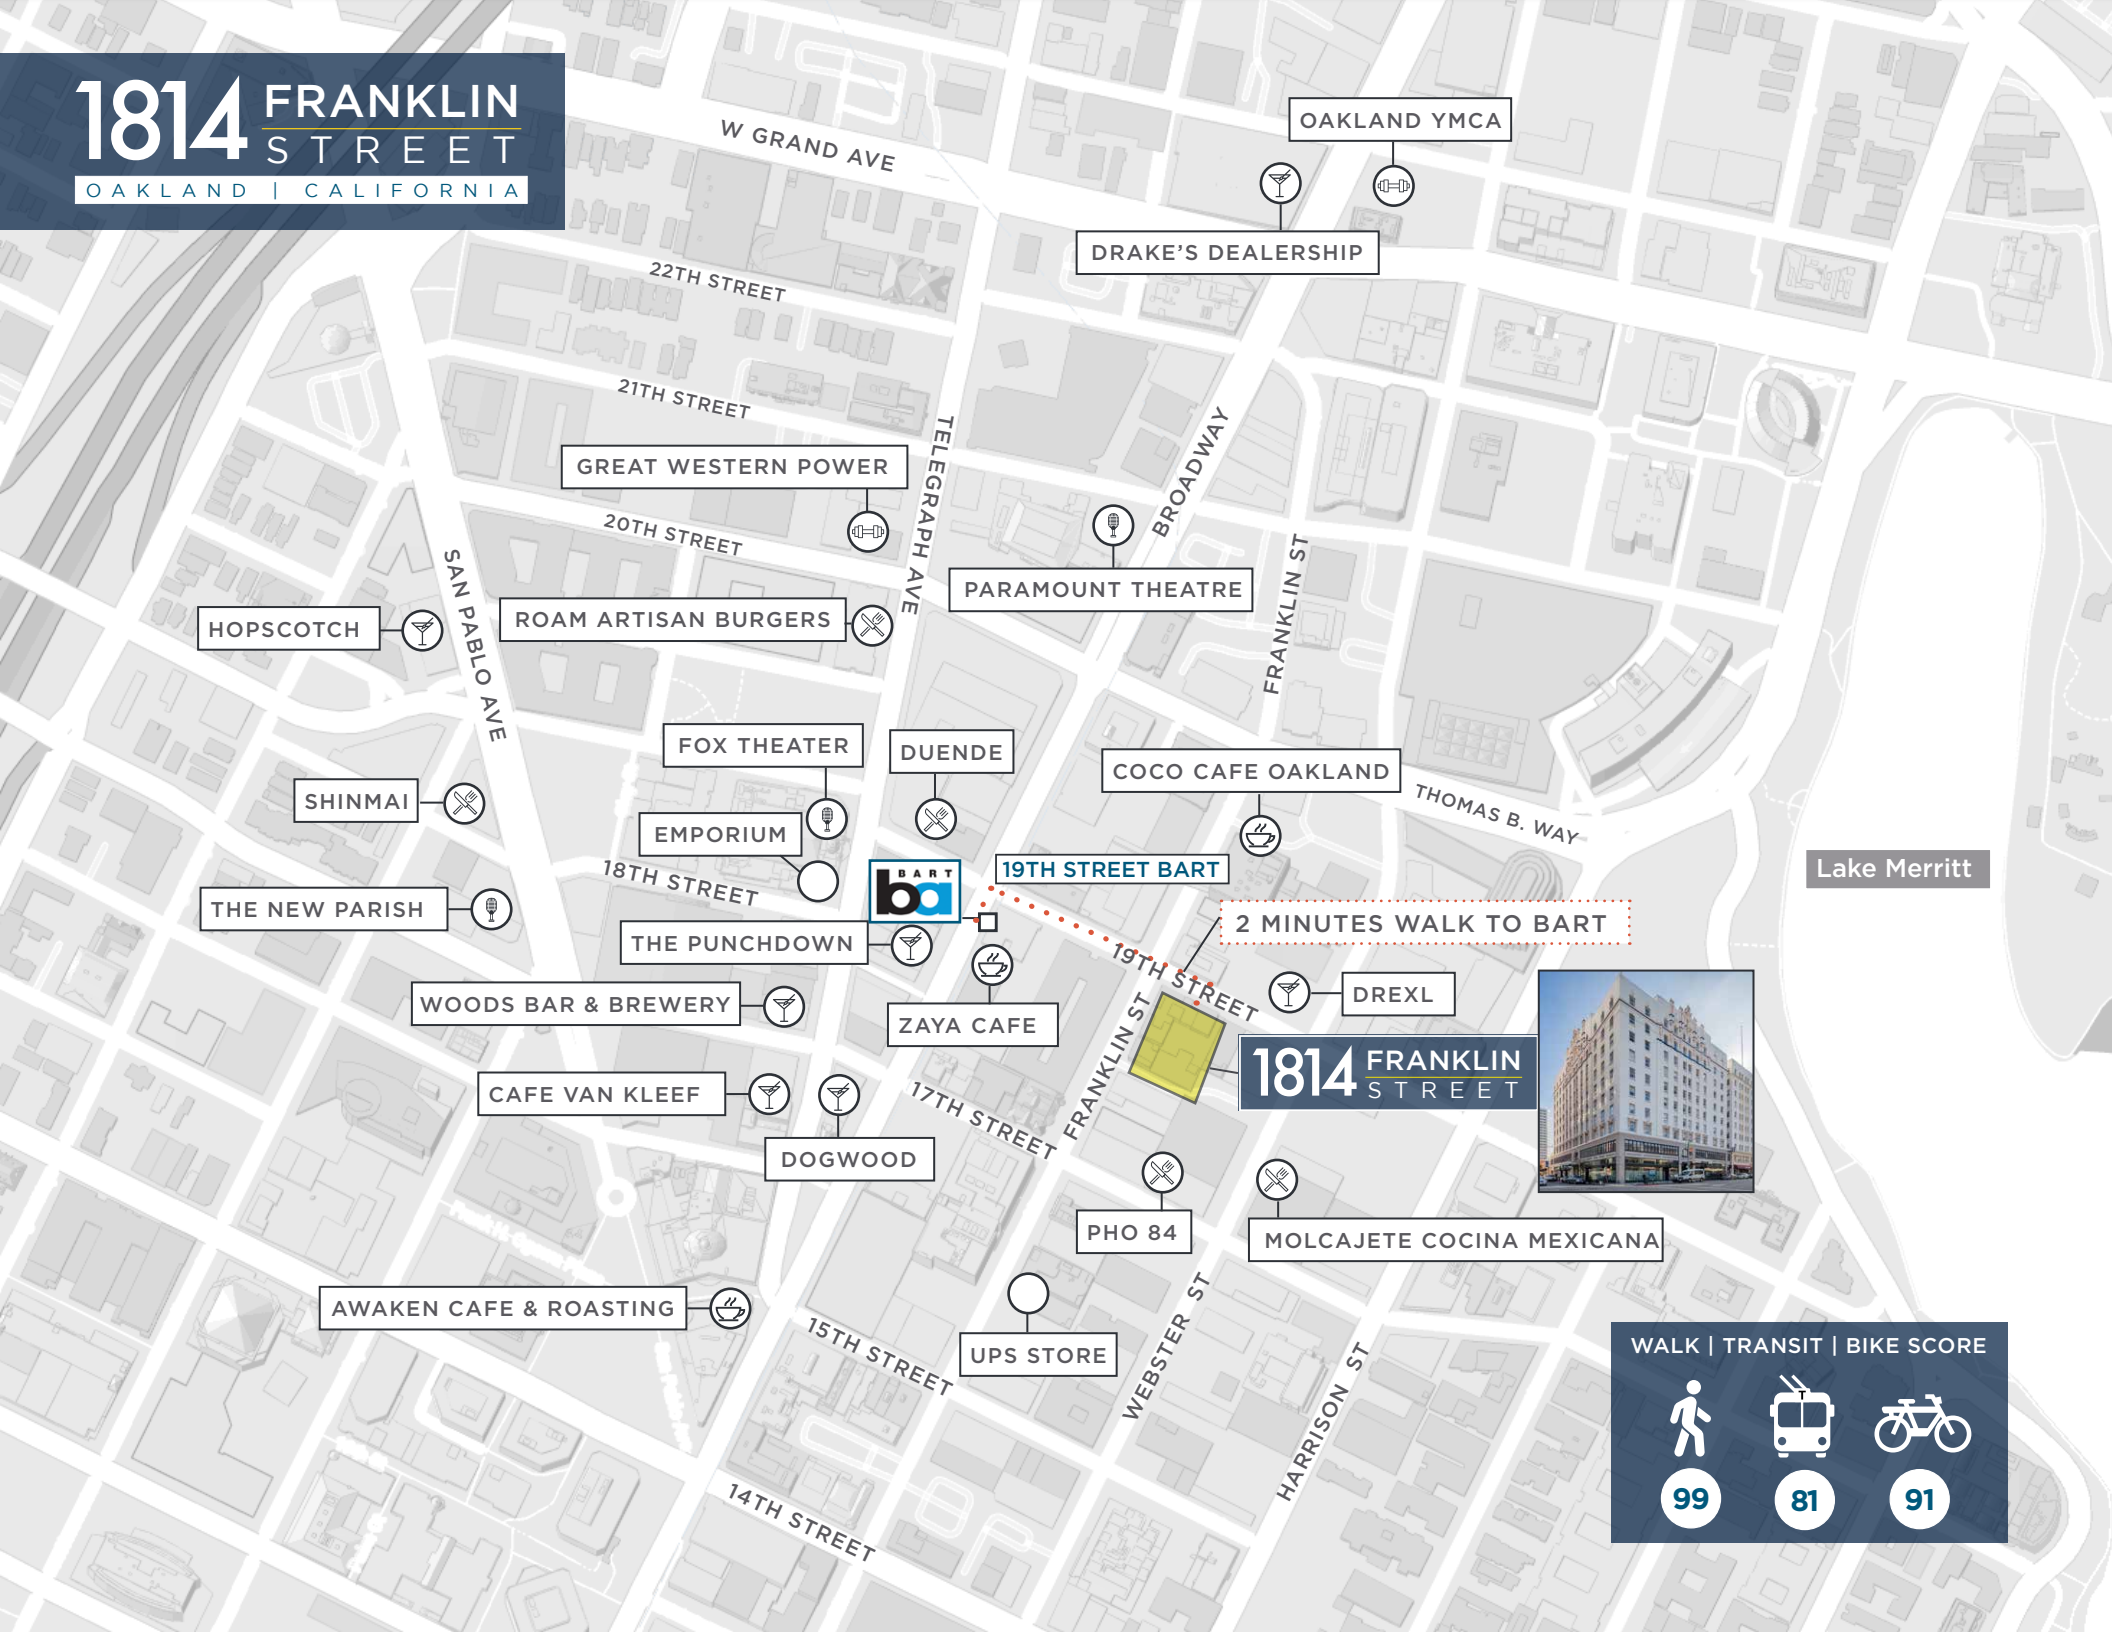 1814 FRANKLIN
STREET
OAKLAND | CALIFORNIA
W GRAND AVE
OAKLAND YMCA
DRAKE'S DEALERSHIP
22TH STREET
21TH STREET
TELEGRAPH AVE
BROADWAY
GREAT WESTERN POWER
20TH STREET
SAN PABLO AVE
FRANKLIN ST
PARAMOUNT THEATRE
HOPSCOTCH
ROAM ARTISAN BURGERS
FOX THEATER
DUENDE
COCO CAFE OAKLAND
THOMAS B. WAY
SHINMAI
EMPORIUM
18TH STREET
BART
ba
19TH STREET BART
Lake Merritt
THE NEW PARISH
2 MINUTES WALK TO BART
THE PUNCHDOWN
19TH STREET
WOODS BAR & BREWERY
ZAYA CAFE
FRANKLIN ST
DREXL
1814 FRANKLIN
STREET
CAFE VAN KLEEF
17TH STREET
DOGWOOD
PHO 84
MOLCAJETE COCINA MEXICANA
AWAKEN CAFE & ROASTING
15TH STREET
UPS STORE
WEBSTER ST
HARRISON ST
14TH STREET
WALK | TRANSIT | BIKE SCORE
T
99
81
91